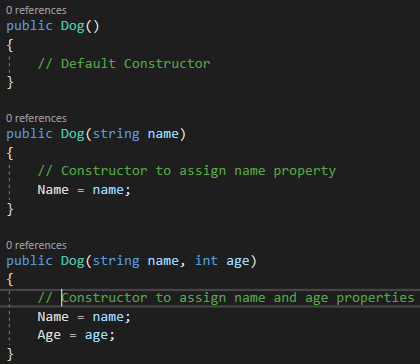 0 references
public Dog()
{
    // Default Constructor
}
0 references
public Dog(string name)
{
    // Constructor to assign name property
    Name = name;
}
0 references
public Dog(string name, int age)
{
    // Constructor to assign name and age properties
    Name = name;
    Age = age;
}